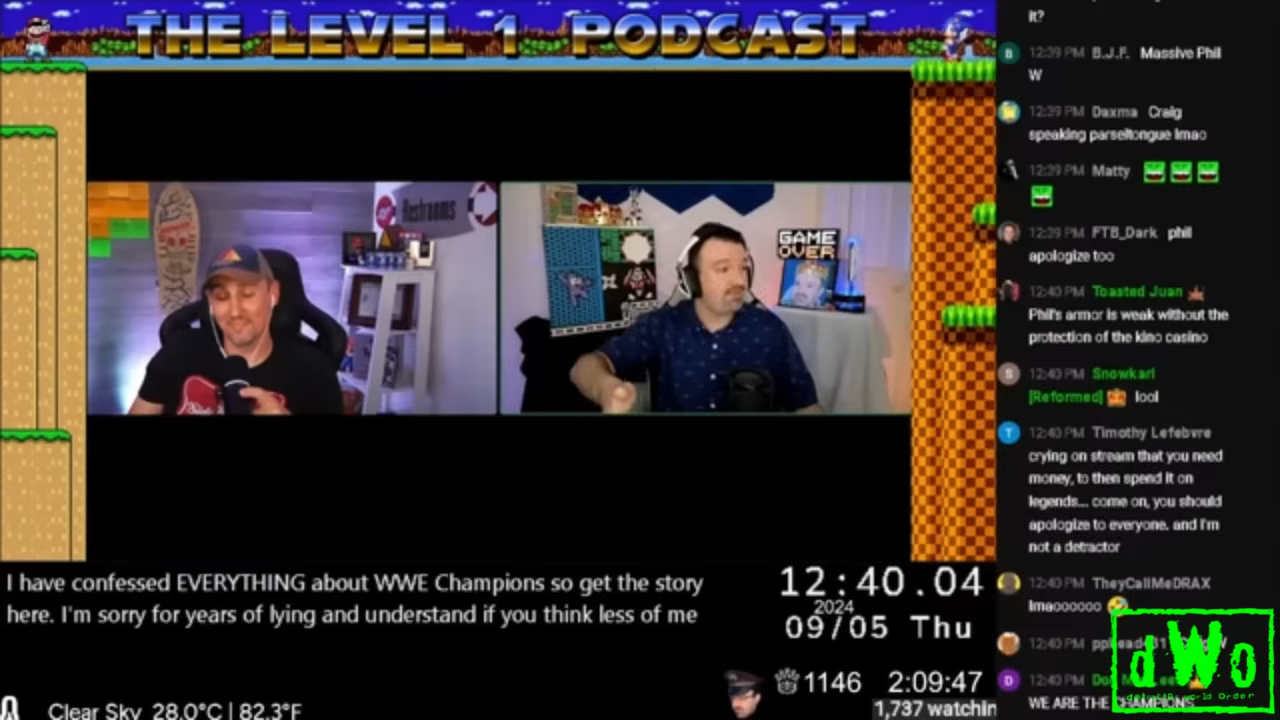 THE LEVEL 1 PODCAST
Restrooms
GAME
OVER
I have confessed EVERYTHING about WWE Champions so get the story
here. I'm sorry for years of lying and understand if you think less of me
12:40.04
2024
09/05 Thu
1146 2:09:47
1,737 watchin
Clear Sky 28.0°C | 82.3°F
it?
12:39 PM B.J.F. Massive Phil
W
12:39 PM Daxma Craig
speaking parseltongue lmao
12:39 PM Matty
12:39 PM FTB_Dark phil
apologize too
12:40 PM Toasted Juan
Phil's armor is weak without the
protection of the kino casino
12:40 PM Snowkarl
[Reformed] lool
12:40 PM Timothy Lefebvre
crying on stream that you need
money, to then spend it on
legends... come on, you should
apologize to everyone. and I'm
not a detractor
12:40 PM TheyCallMeDRAX
lmaoooooo
12:40 PM
12:40 PM
WE ARE THE CHAMPIONS
dWo
World Order